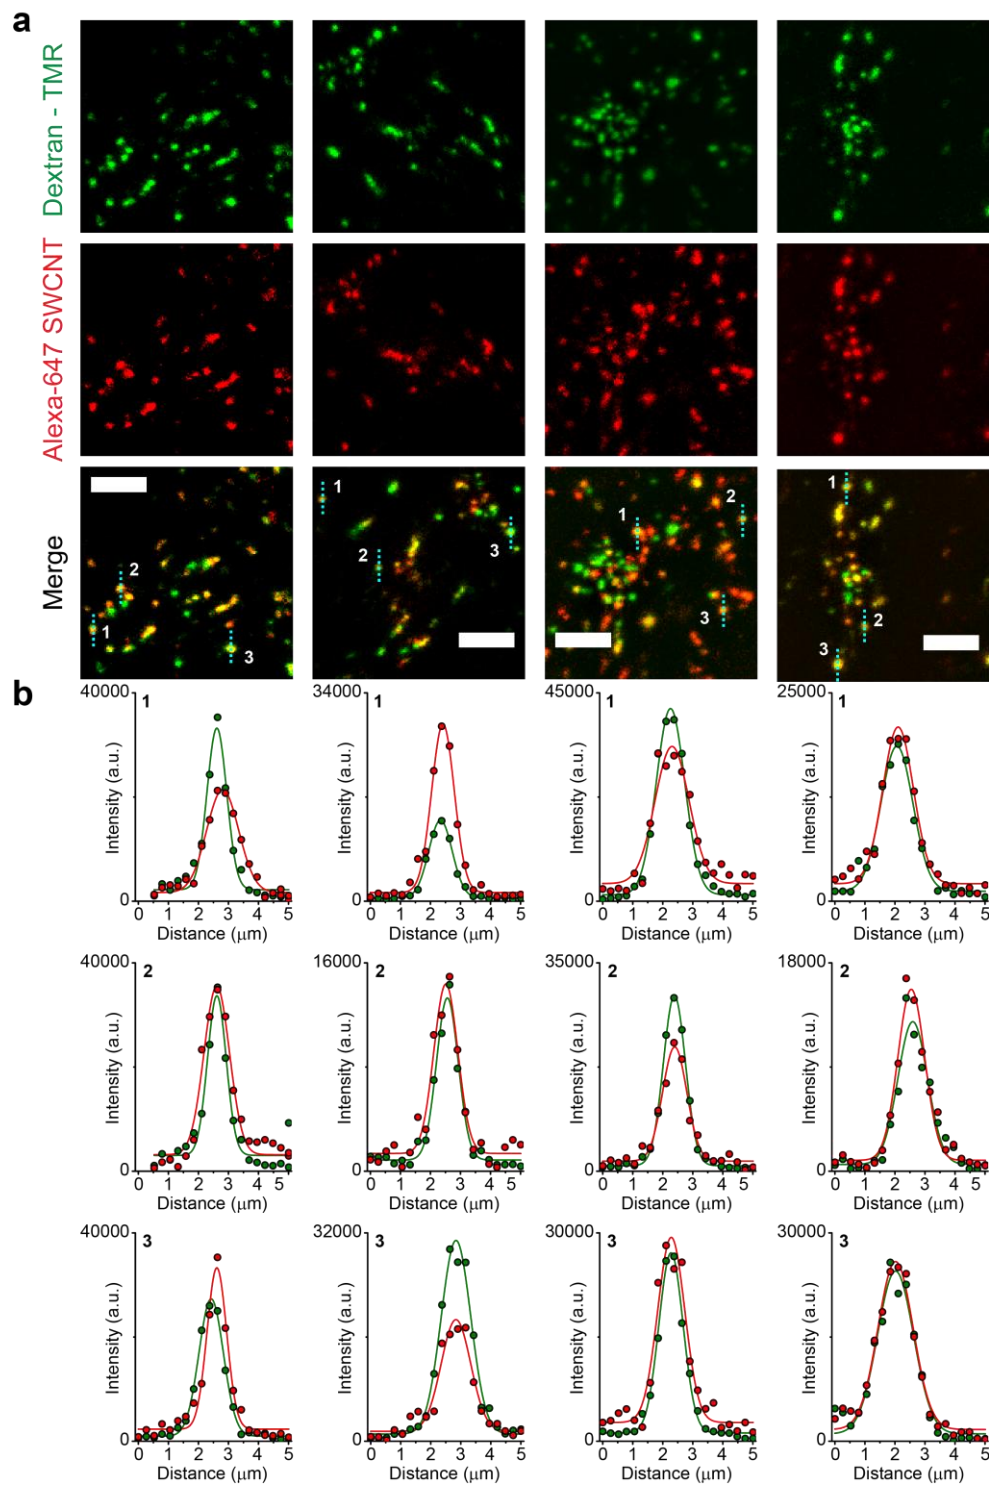 a
Dextran - TMR
Alexa-647 SWCNT
Merge
1
2
3
1
2
3
1
2
3
1
2
3
b
40000
1
Intensity (a.u.)
0
0 1 2 3 4 5
Distance (μm)
34000
1
Intensity (a.u.)
0
0 1 2 3 4 5
Distance (μm)
45000
1
Intensity (a.u.)
0
0 1 2 3 4 5
Distance (μm)
25000
1
Intensity (a.u.)
0
0 1 2 3 4 5
Distance (μm)
40000
2
Intensity (a.u.)
0
0 1 2 3 4 5
Distance (μm)
16000
2
Intensity (a.u.)
0
0 1 2 3 4 5
Distance (μm)
35000
2
Intensity (a.u.)
0
0 1 2 3 4 5
Distance (μm)
18000
2
Intensity (a.u.)
0
0 1 2 3 4 5
Distance (μm)
40000
3
Intensity (a.u.)
0
0 1 2 3 4 5
Distance (μm)
32000
3
Intensity (a.u.)
0
0 1 2 3 4 5
Distance (μm)
30000
3
Intensity (a.u.)
0
0 1 2 3 4 5
Distance (μm)
30000
3
Intensity (a.u.)
0
0 1 2 3 4 5
Distance (μm)